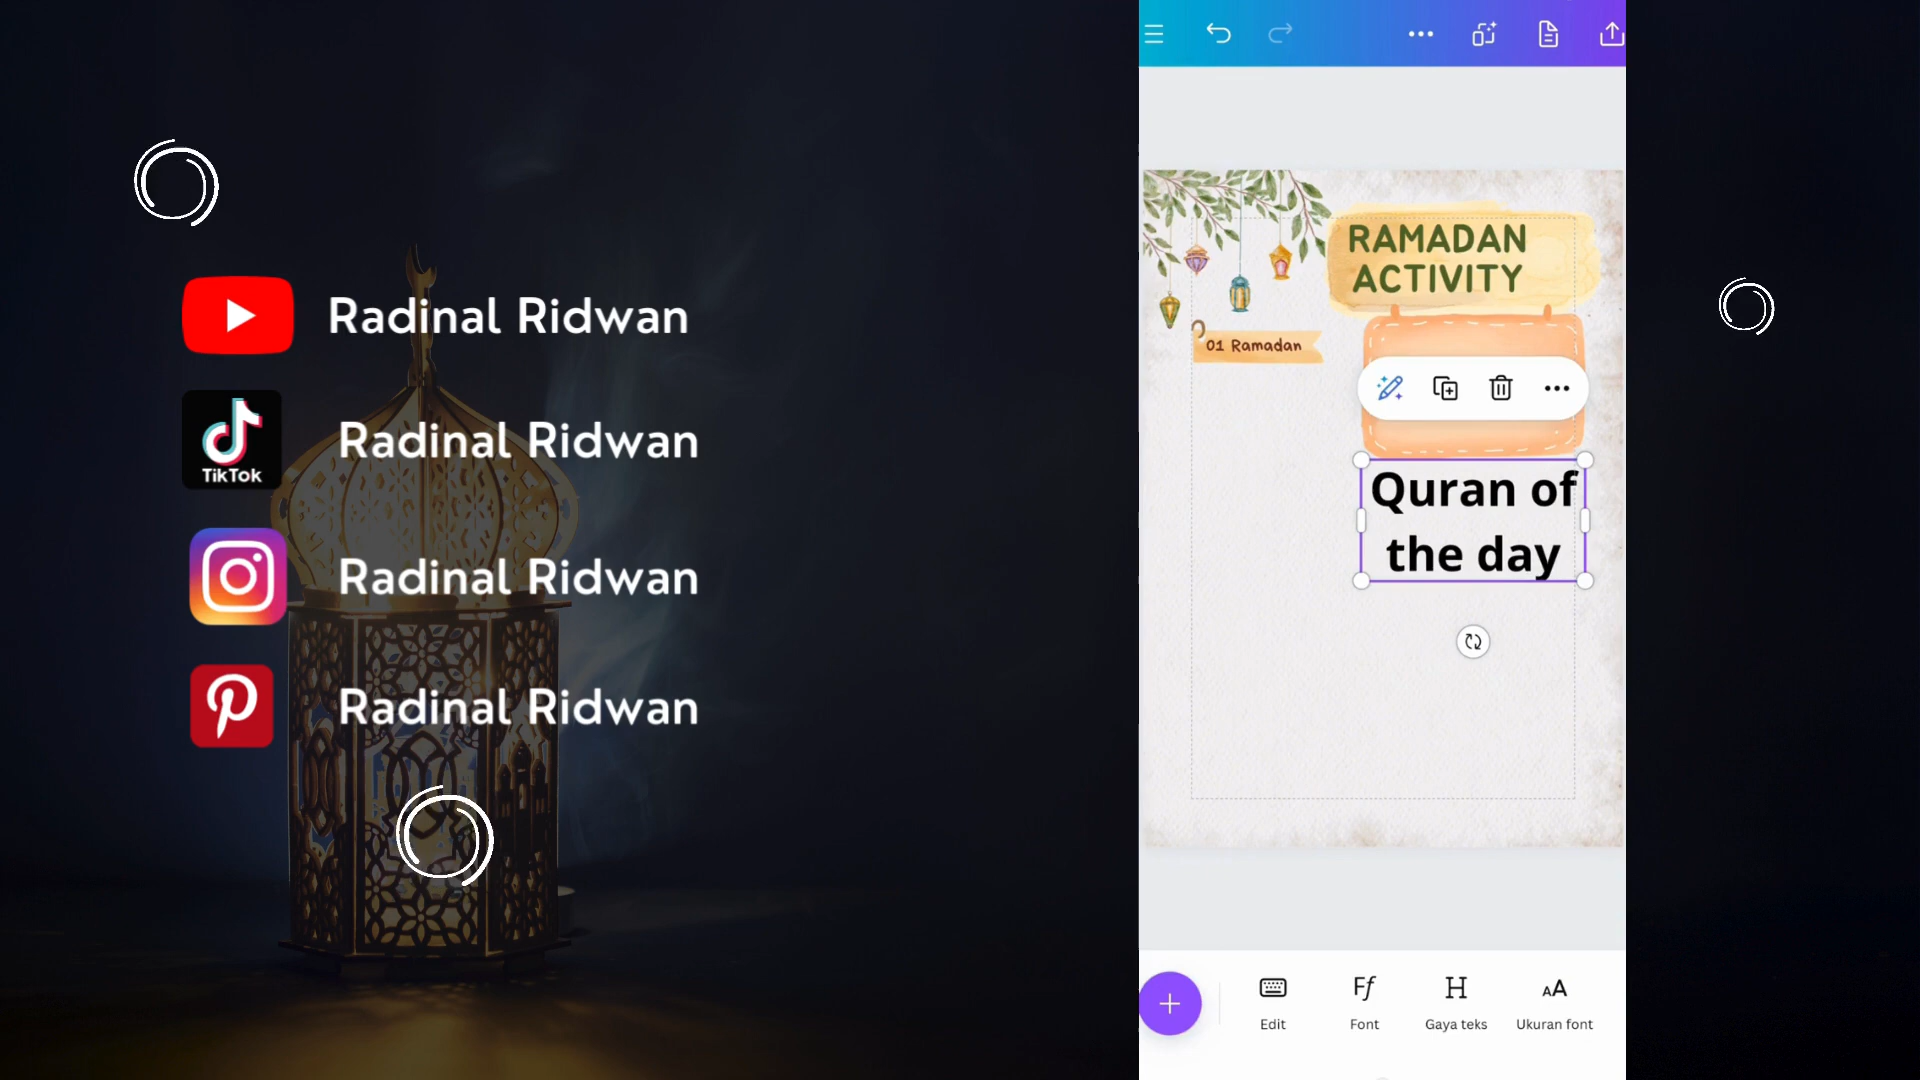 Radinal Ridwan
TikTok
Radinal Ridwan
Radinal Ridwan
Radinal Ridwan
RAMADAN
ACTIVITY
01 Ramadan
Quran of
the day
Edit
Font
Gaya teks
Ukuran font